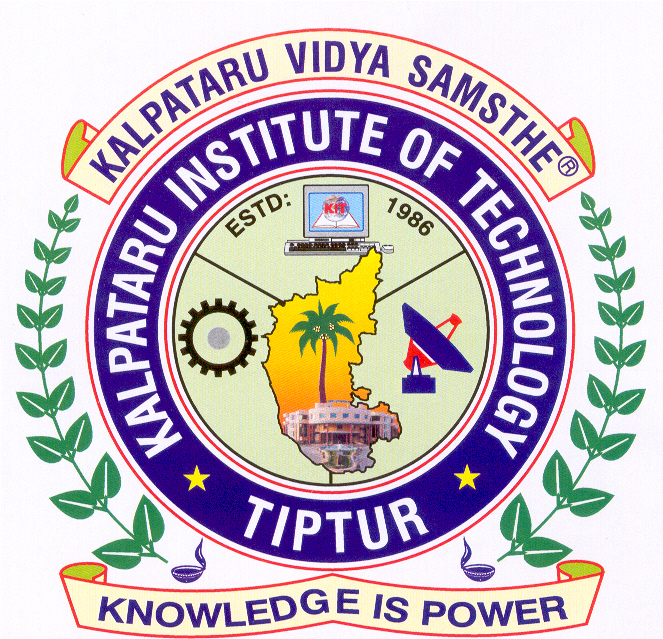 KALPATARU VIDYA SAMSTHE®
KALPATARU INSTITUTE OF TECHNOLOGY
ESTD: 1986
KIT
TIPTUR
KNOWLEDGE IS POWER